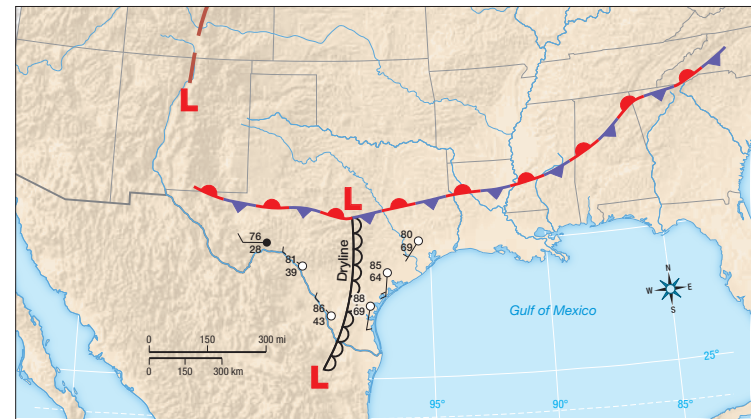 L
L
76
28
81
39
Dryline
80
69
85
64
86
43
88
69
0 150 300 mi
0 150 300 km
L
Gulf of Mexico
N
W E
S
25°
95° 90° 85°